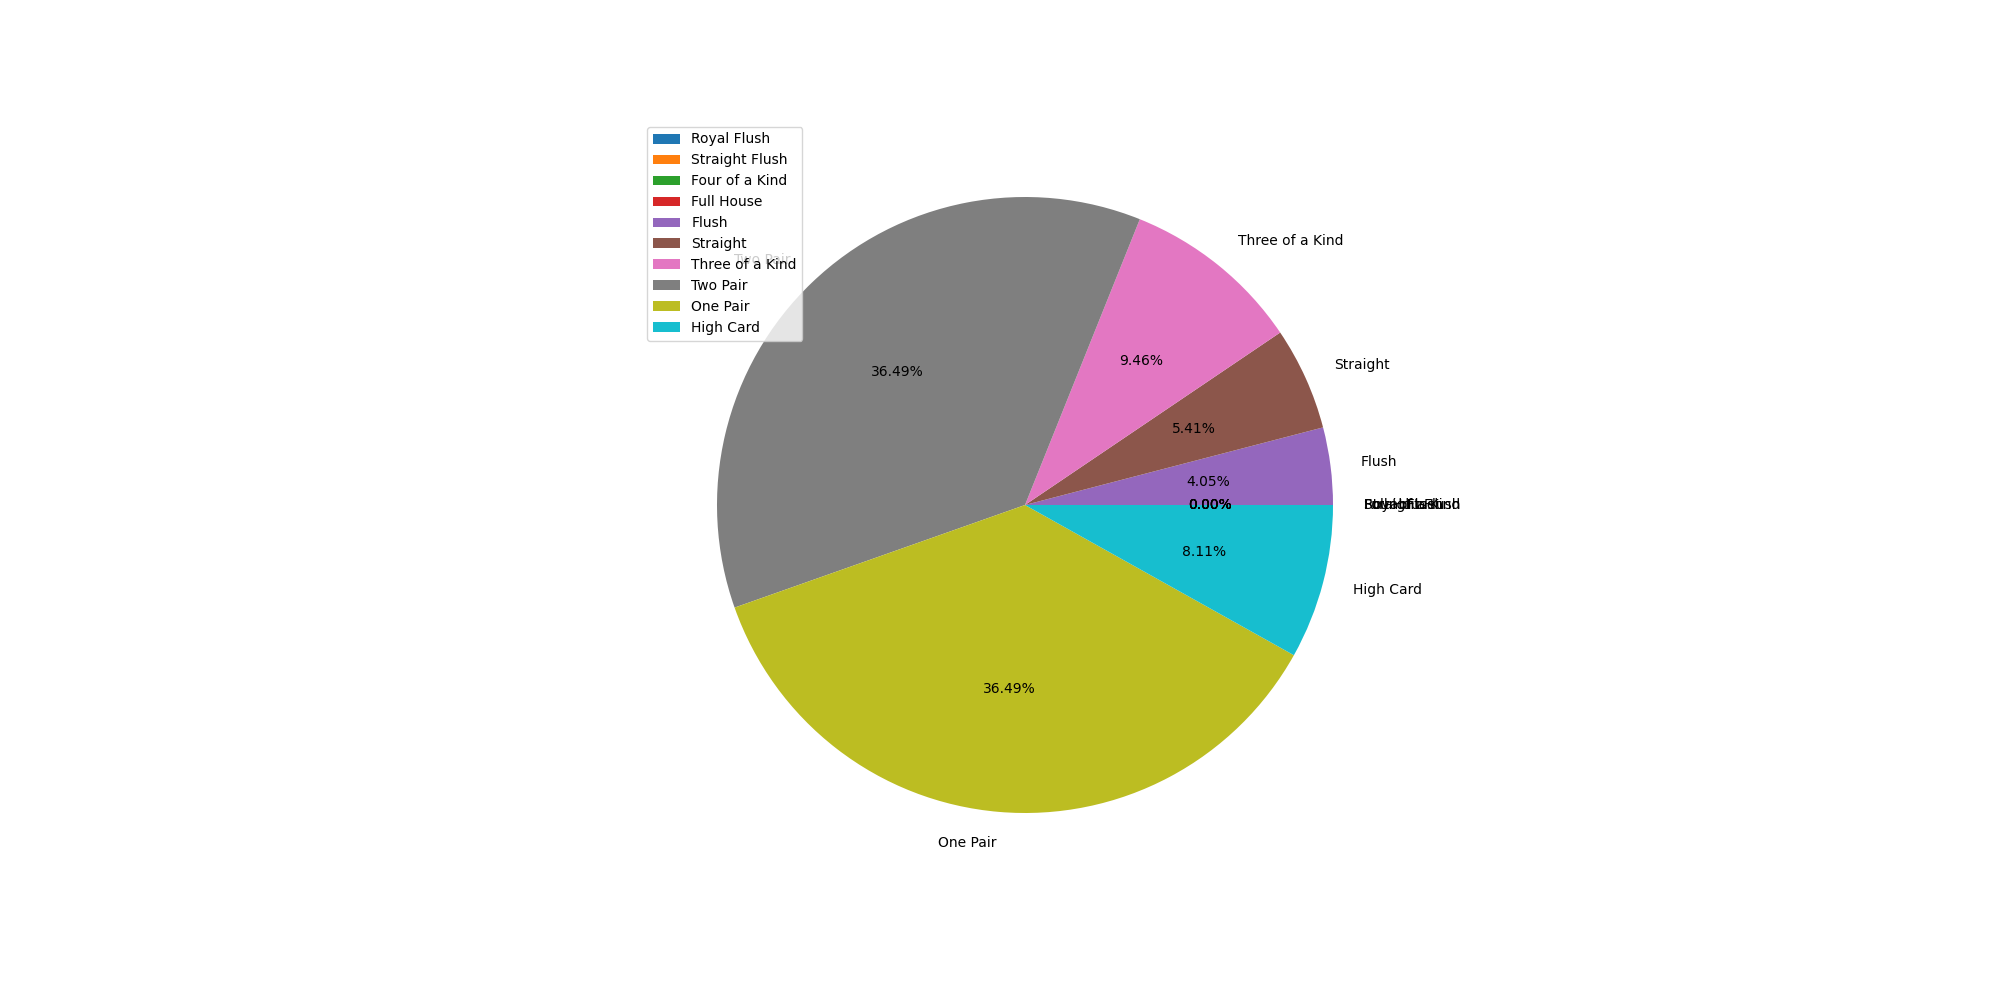 Royal Flush
Straight Flush
Four of a Kind
Full House
Flush
Straight
Three of a Kind
Two Pair
One Pair
High Card
Two Pair
Three of a Kind
Straight
Flush
High Card
One Pair
36.49%
9.46%
5.41%
4.05%
0.00%
8.11%
36.49%